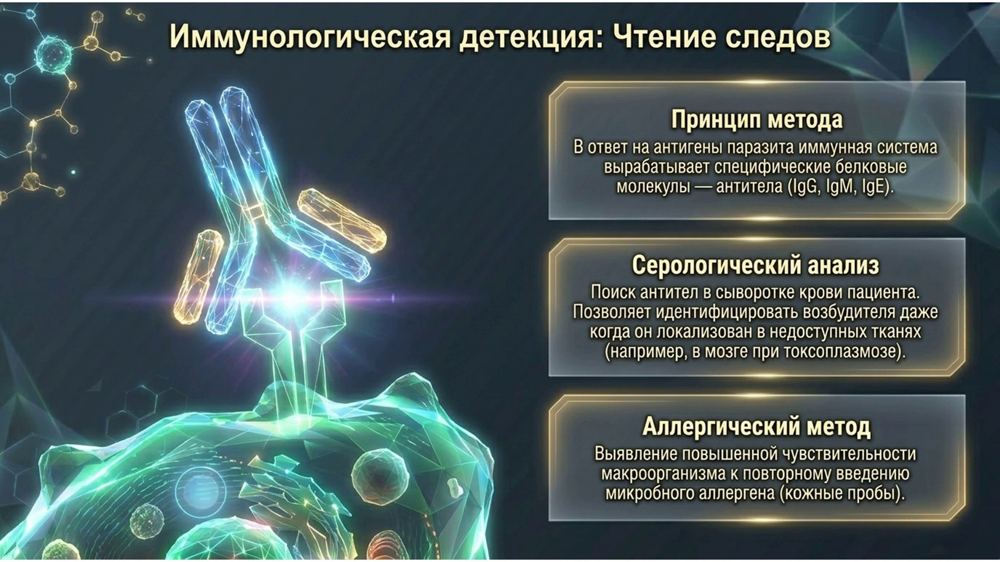 Иммунологическая детекция: Чтение следов
Принцип метода
В ответ на антигены паразита иммунная система
вырабатывает специфические белковые
молекулы — антитела (IgG, IgM, IgE).
Серологический анализ
Поиск антител в сыворотке крови пациента.
Позволяет идентифицировать возбудителя даже
когда он локализован в недоступных тканях
(например, в мозге при токсоплазмозе).
Аллергический метод
Выявление повышенной чувствительности
макроорганизма к повторному введению
микробного аллергена (кожные пробы).